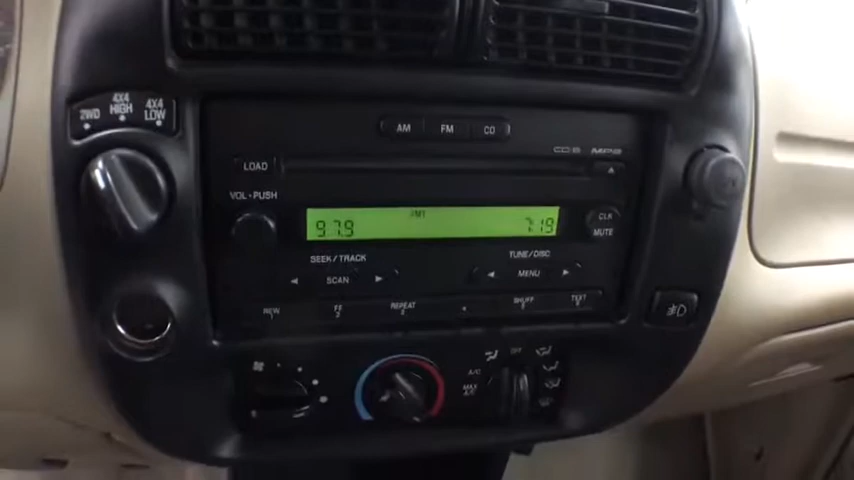 2WD 4X4 HIGH 4X4 LOW
AM FM CD
LOAD
VOL • PUSH
FM1
97.9 7:19
CLK
MUTE
SEEK/TRACK TUNE/DISC
SCAN MENU
REPEAT SHUFF TEXT
A/C OFF
MAX A/C